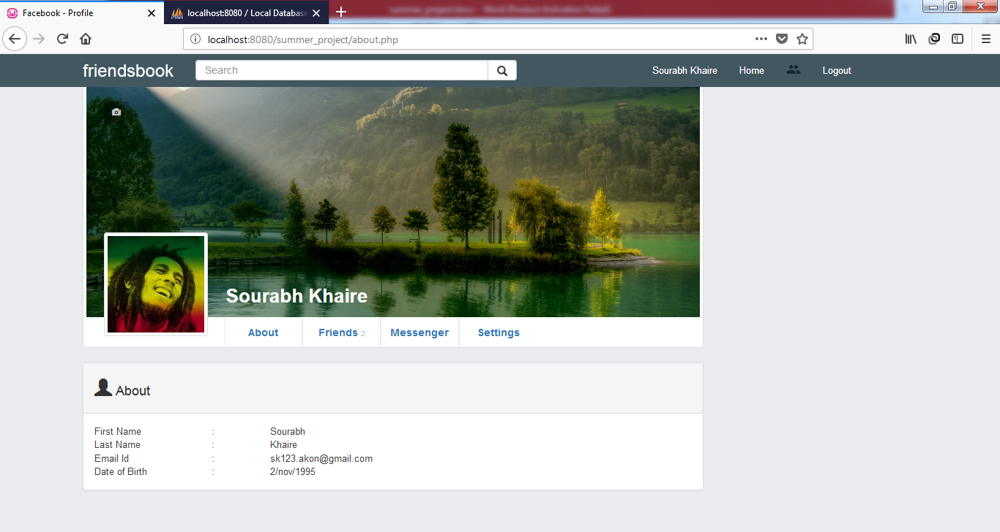 Facebook - Profile
localhost:8080 / Local Database
localhost:8080/summer_project/about.php
friendsbook
Search
Sourabh Khaire
Home
Logout
Sourabh Khaire
About
Friends 2
Messenger
Settings
About
First Name : Sourabh
Last Name : Khaire
Email Id : sk123.akon@gmail.com
Date of Birth : 2/nov/1995